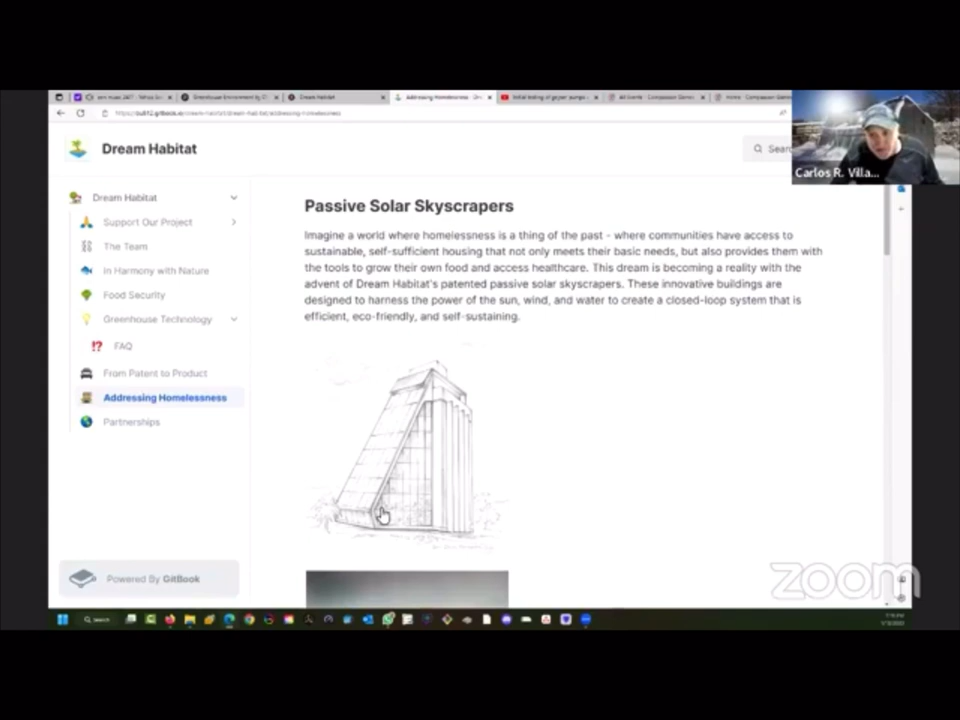 Dream Habitat
Addressing Homelessness - Dre
Dream Habitat
Carlos R. Villa...
Dream Habitat
Support Our Project
The Team
In Harmony with Nature
Food Security
Greenhouse Technology
FAQ
From Patent to Product
Addressing Homelessness
Partnerships
Powered By GitBook
Passive Solar Skyscrapers
Imagine a world where homelessness is a thing of the past - where communities have access to
sustainable, self-sufficient housing that not only meets their basic needs, but also provides them with
the tools to grow their own food and access healthcare. This dream is becoming a reality with the
advent of Dream Habitat's patented passive solar skyscrapers. These innovative buildings are
designed to harness the power of the sun, wind, and water to create a closed-loop system that is
efficient, eco-friendly, and self-sustaining.
zoom
Search